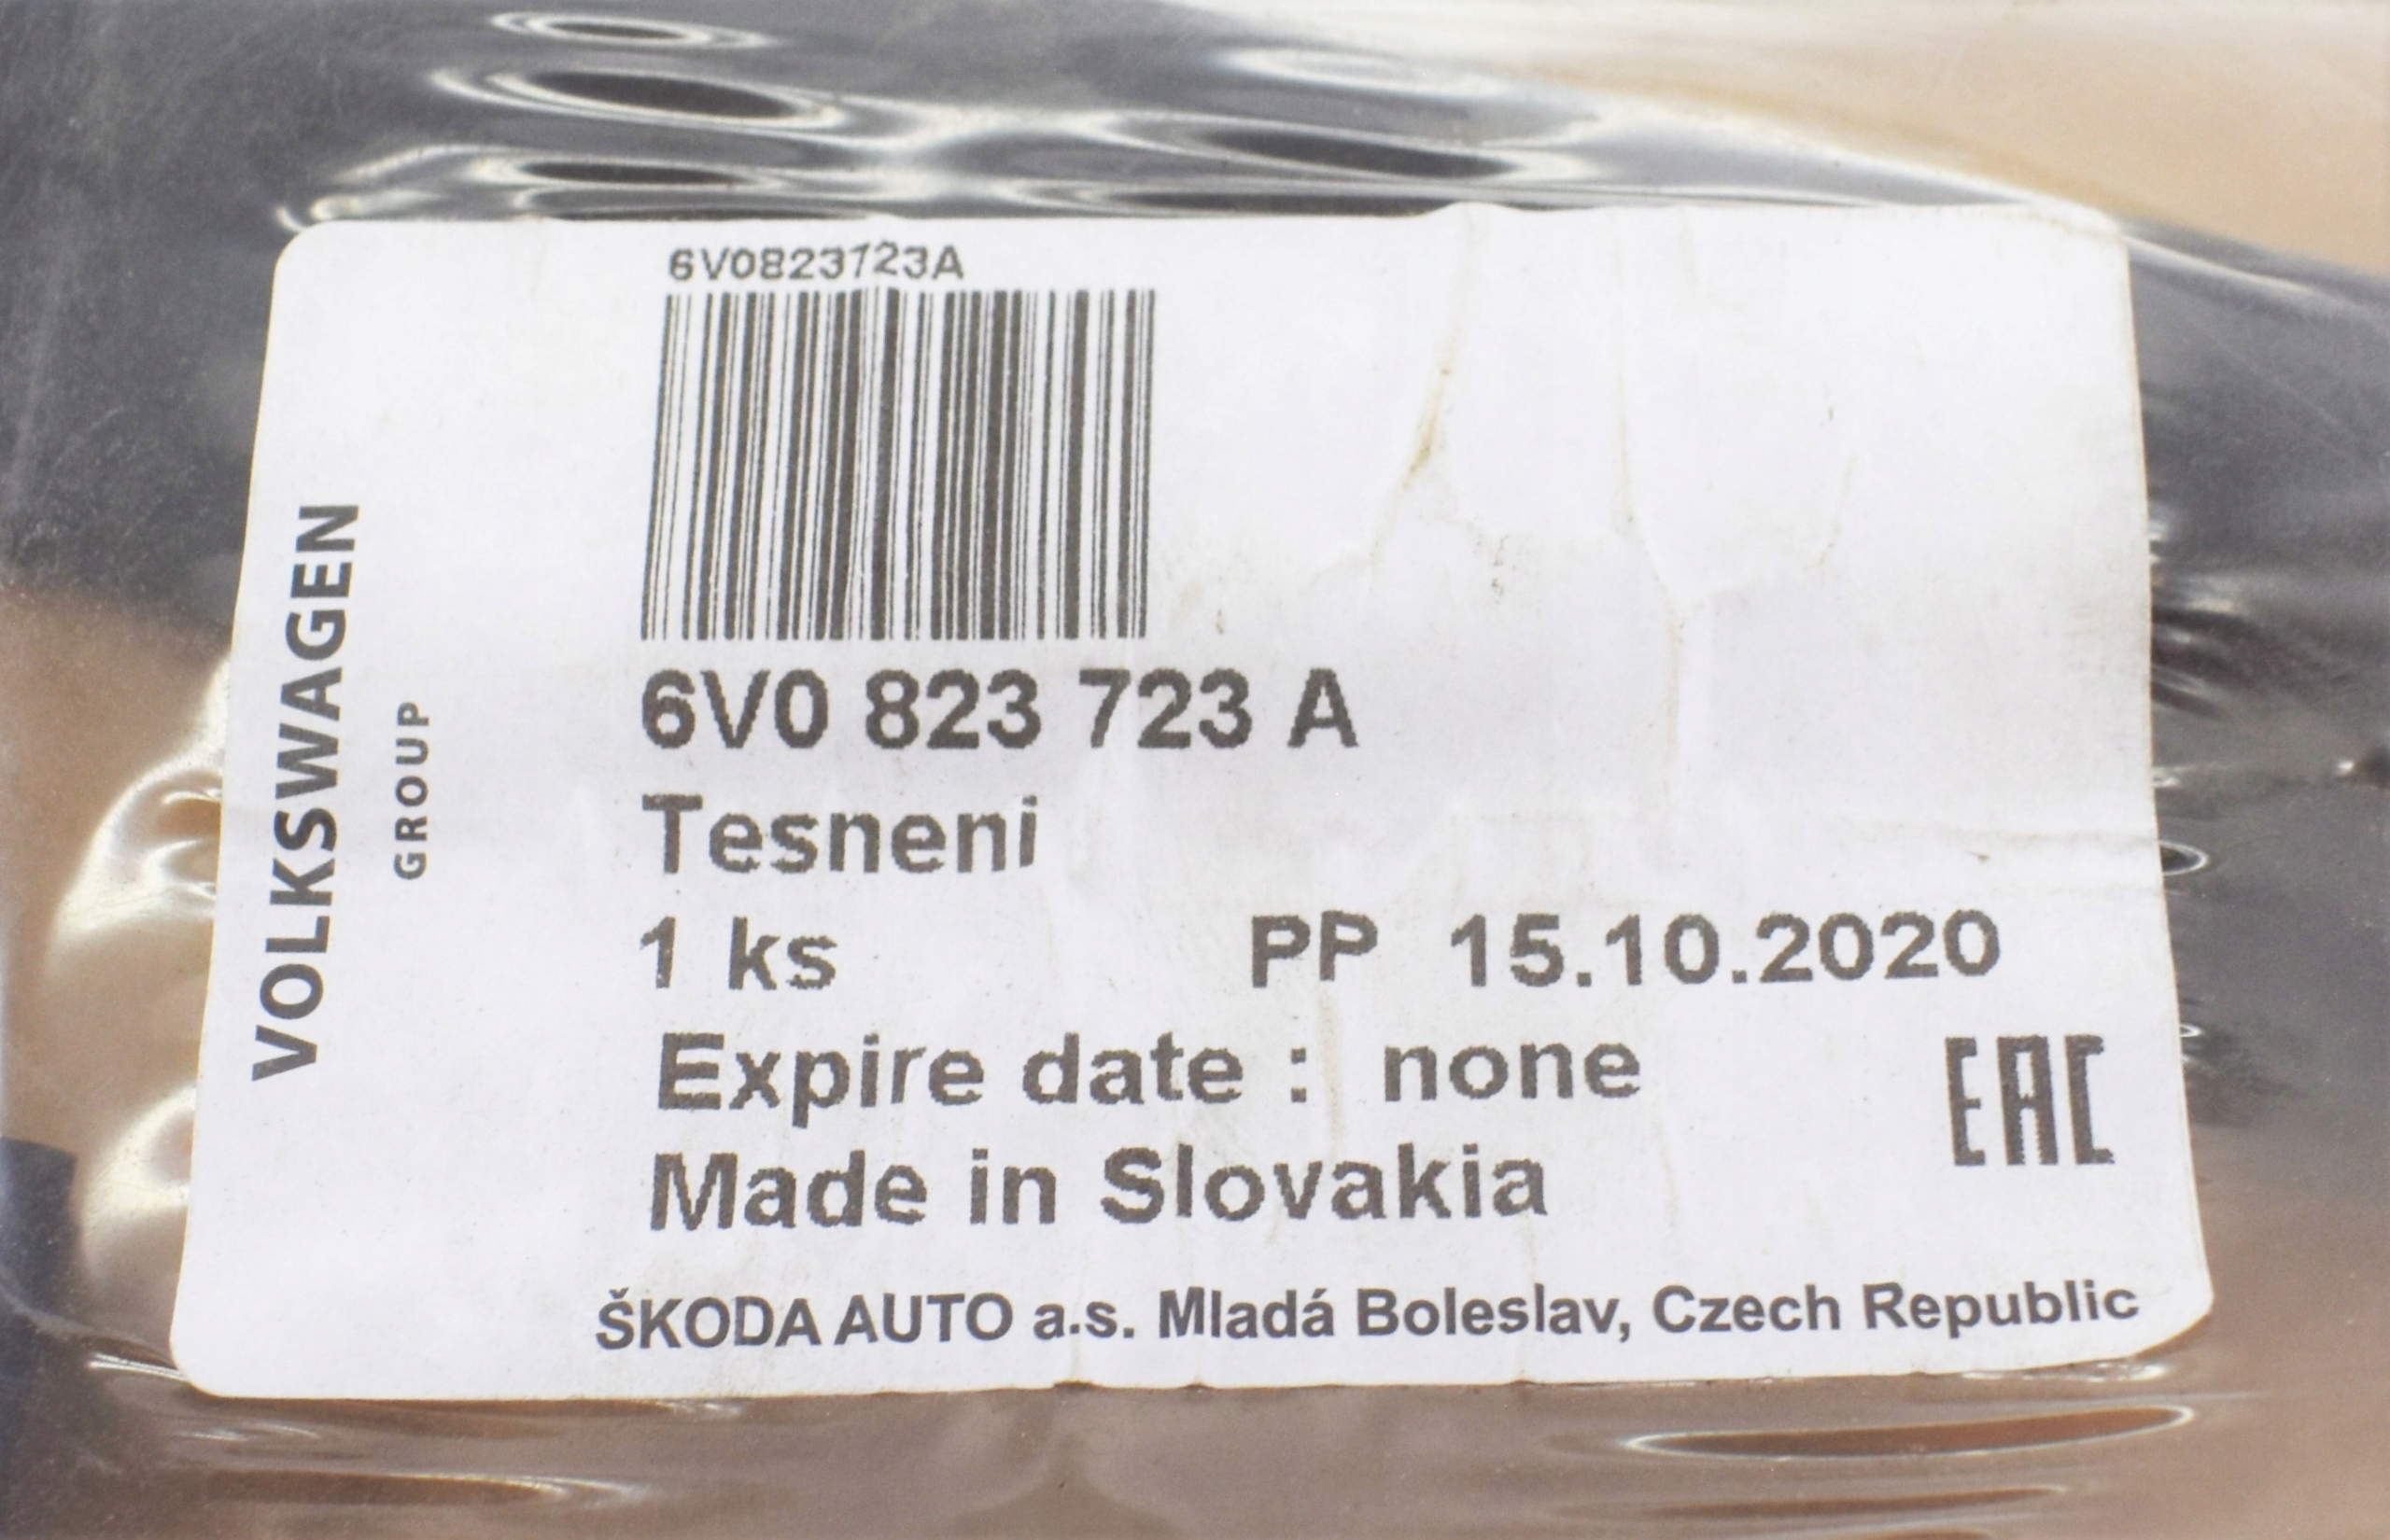 VOLKSWAGEN
GROUP
6V0823723A
6V0 823 723 A
Tesneni
1 ks PP 15.10.2020
Expire date : none
EAC
Made in Slovakia
ŠKODA AUTO a.s. Mladá Boleslav, Czech Republic